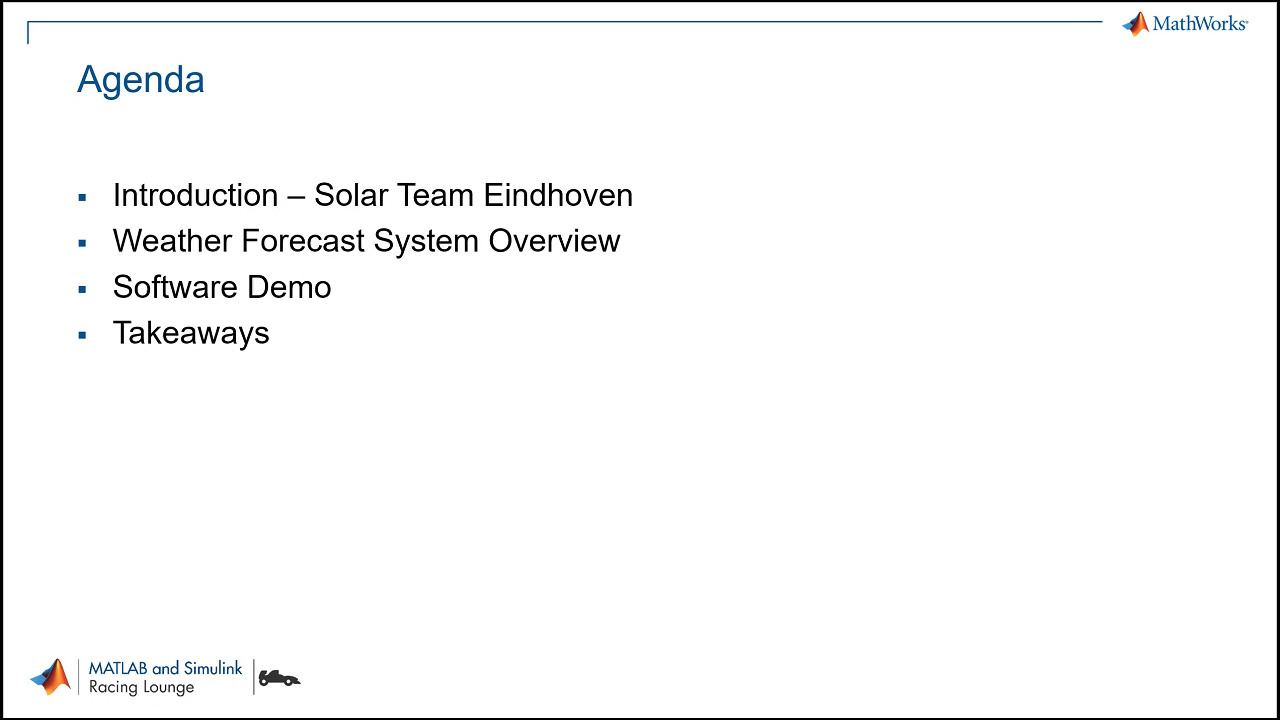 MathWorks®
Agenda
▪ Introduction – Solar Team Eindhoven
▪ Weather Forecast System Overview
▪ Software Demo
▪ Takeaways
MATLAB and Simulink
Racing Lounge